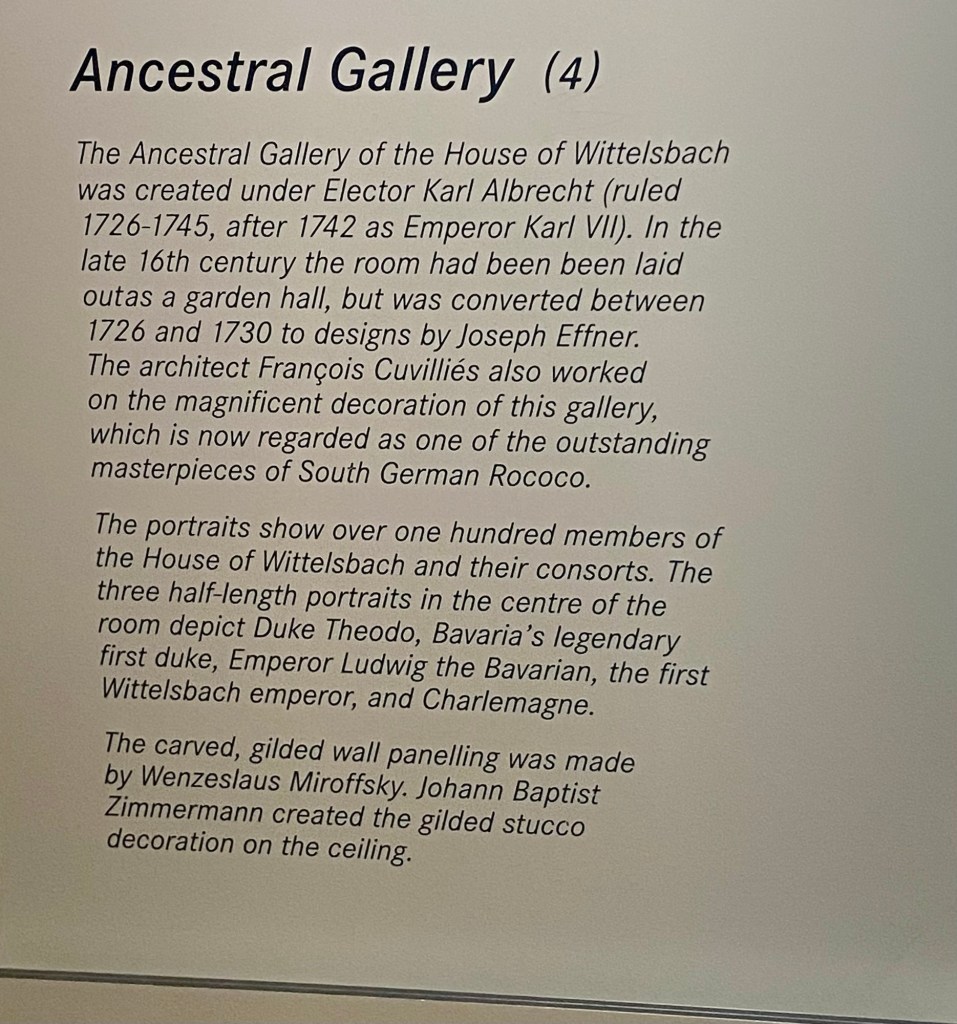 Ancestral Gallery (4)
The Ancestral Gallery of the House of Wittelsbach
was created under Elector Karl Albrecht (ruled
1726-1745, after 1742 as Emperor Karl VII). In the
late 16th century the room had been been laid
outas a garden hall, but was converted between
1726 and 1730 to designs by Joseph Effner.
The architect François Cuvilliés also worked
on the magnificent decoration of this gallery,
which is now regarded as one of the outstanding
masterpieces of South German Rococo.
The portraits show over one hundred members of
the House of Wittelsbach and their consorts. The
three half-length portraits in the centre of the
room depict Duke Theodo, Bavaria's legendary
first duke, Emperor Ludwig the Bavarian, the first
Wittelsbach emperor, and Charlemagne.
The carved, gilded wall panelling was made
by Wenzeslaus Miroffsky. Johann Baptist
Zimmermann created the gilded stucco
decoration on the ceiling.